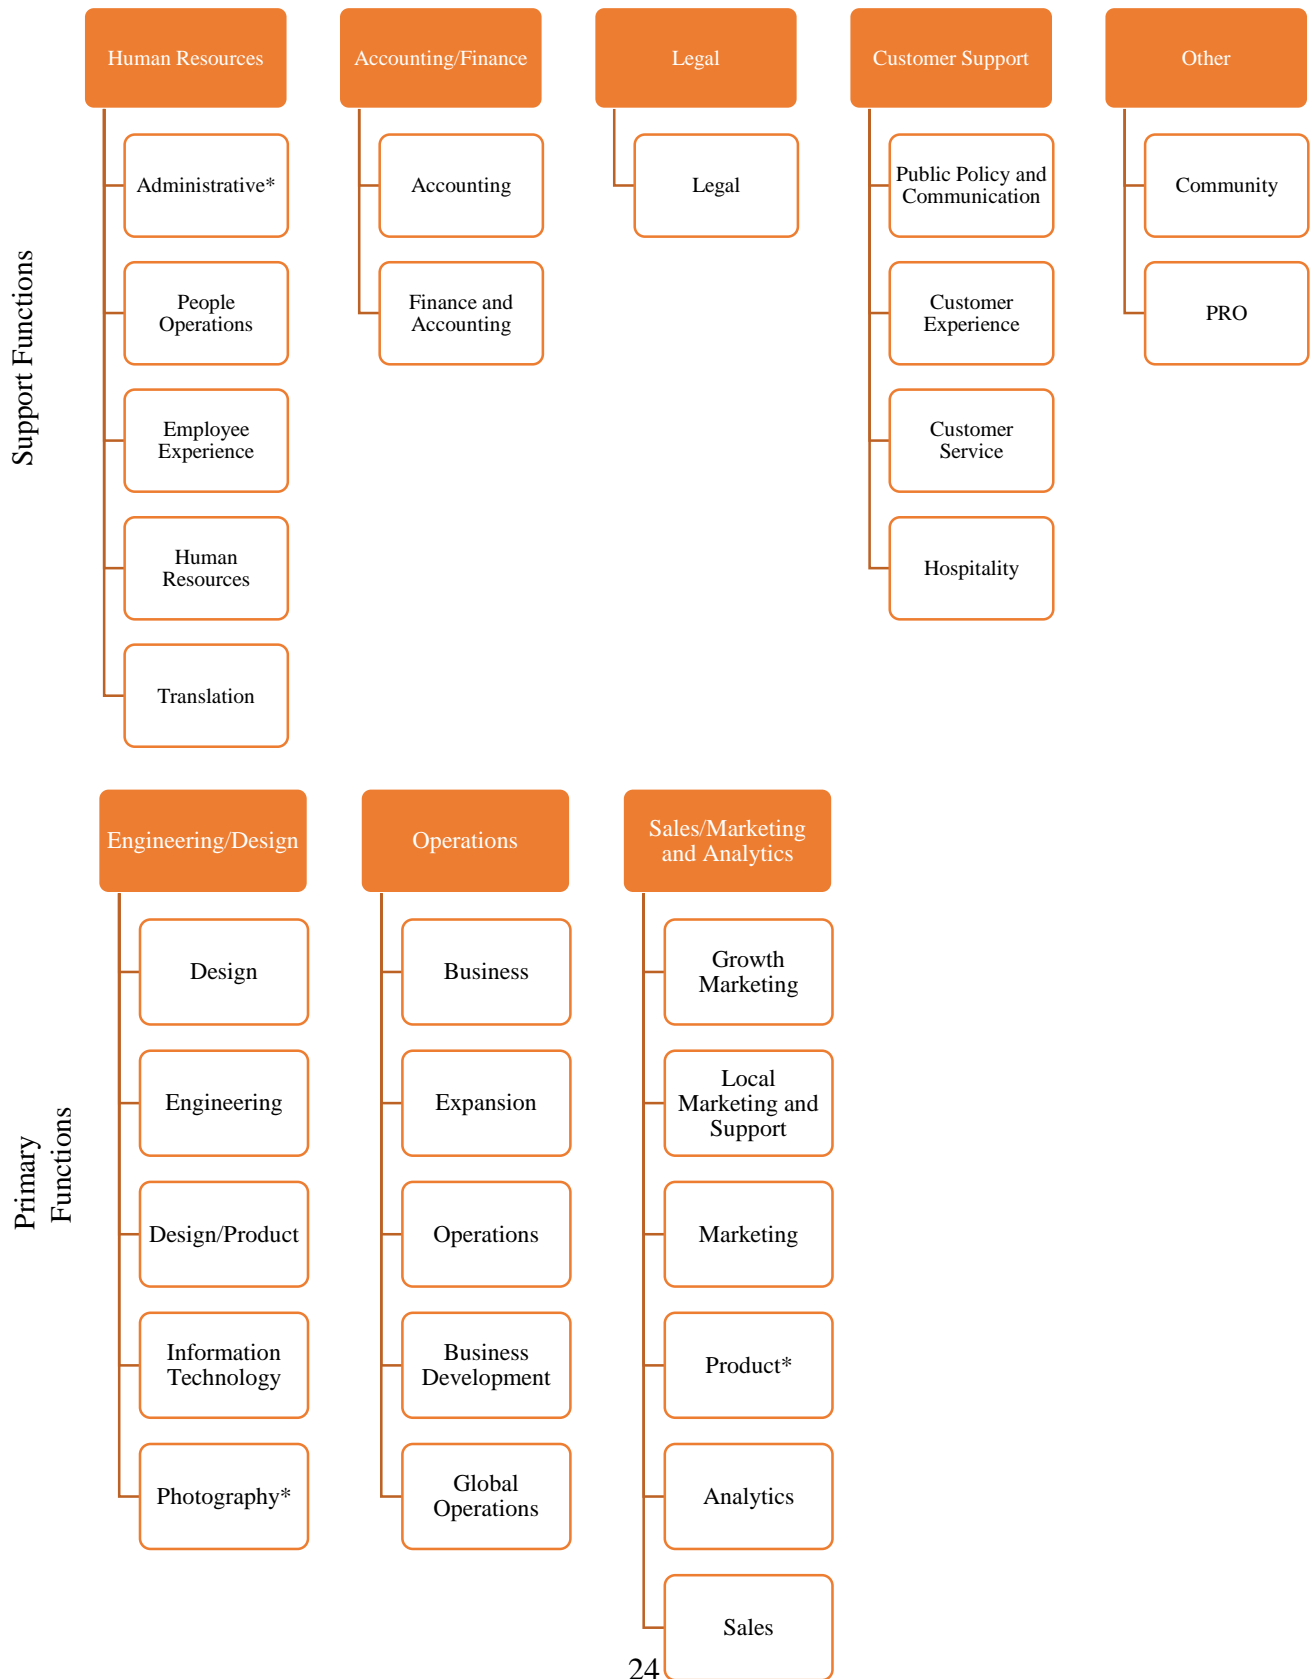 Support Functions
Human Resources
Administrative*
People
Operations
Employee
Experience
Human
Resources
Translation
Accounting/Finance
Accounting
Finance and
Accounting
Legal
Legal
Customer Support
Public Policy and
Communication
Customer
Experience
Customer
Service
Hospitality
Other
Community
PRO
Primary
Functions
Engineering/Design
Design
Engineering
Design/Product
Information
Technology
Photography*
Operations
Business
Expansion
Operations
Business
Development
Global
Operations
Sales/Marketing
and Analytics
Growth
Marketing
Local
Marketing and
Support
Marketing
Product*
Analytics
Sales
24